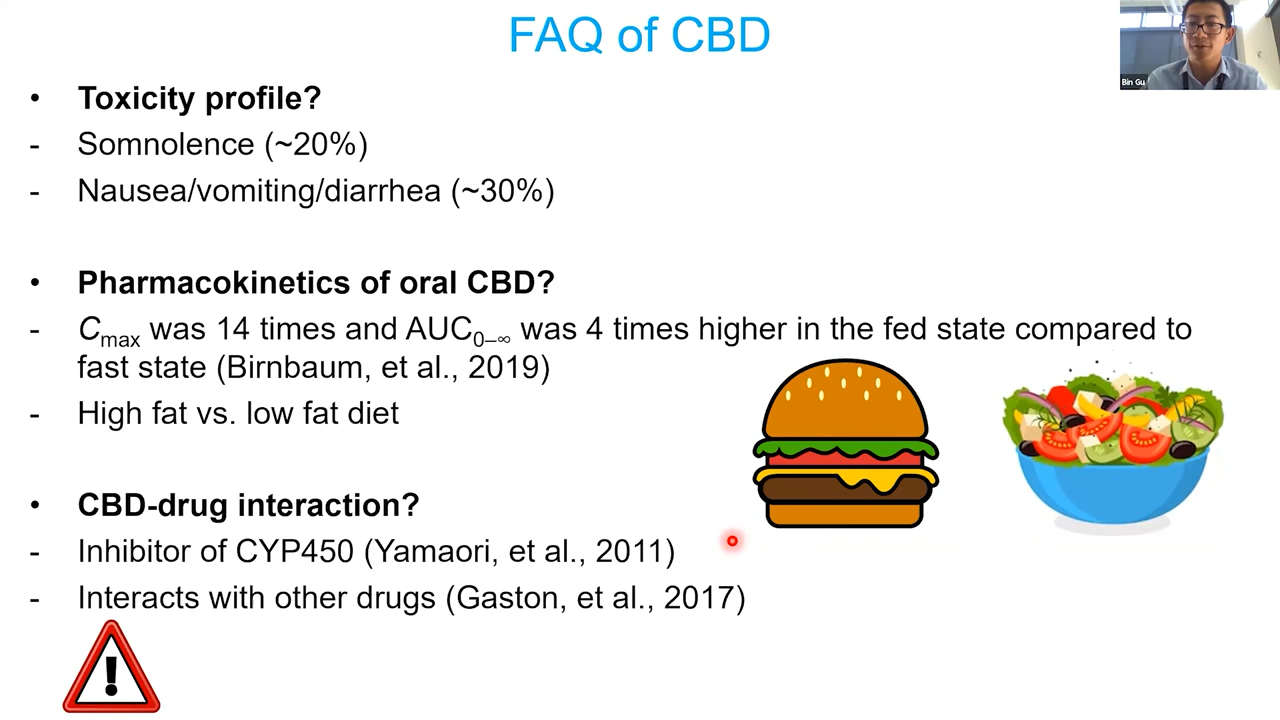 FAQ of CBD
Bin Gu
• Toxicity profile?
- Somnolence (~20%)
- Nausea/vomiting/diarrhea (~30%)
• Pharmacokinetics of oral CBD?
- Cmax was 14 times and AUC0–∞ was 4 times higher in the fed state compared to
fast state (Birnbaum, et al., 2019)
- High fat vs. low fat diet
• CBD-drug interaction?
- Inhibitor of CYP450 (Yamaori, et al., 2011)
- Interacts with other drugs (Gaston, et al., 2017)
!